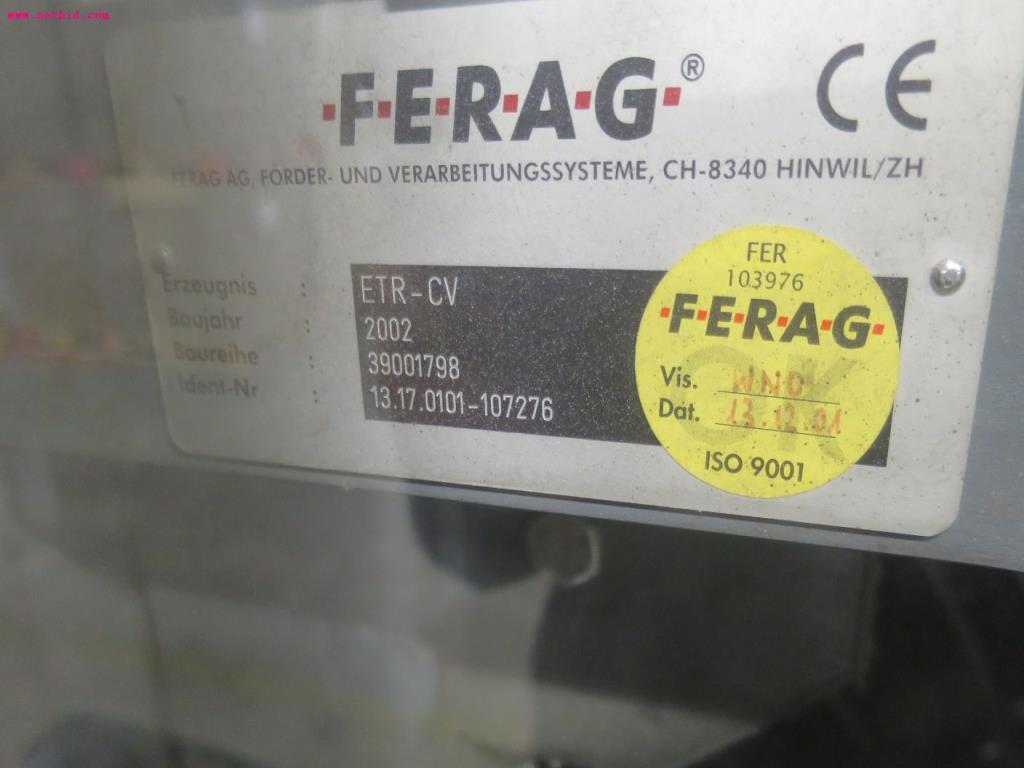 www.netbid.com
·F·E·R·A·G·® CE
FERAG AG, FÖRDER- UND VERARBEITUNGSSYSTEME, CH-8340 HINWIL/ZH
Erzeugnis : ETR-CV
Baujahr : 2002
Baureihe : 39001798
Ident-Nr : 13.17.0101-107276
FER
103976
·F·E·R·A·G·
OK
Vis.
Dat. 13.12.01
ISO 9001